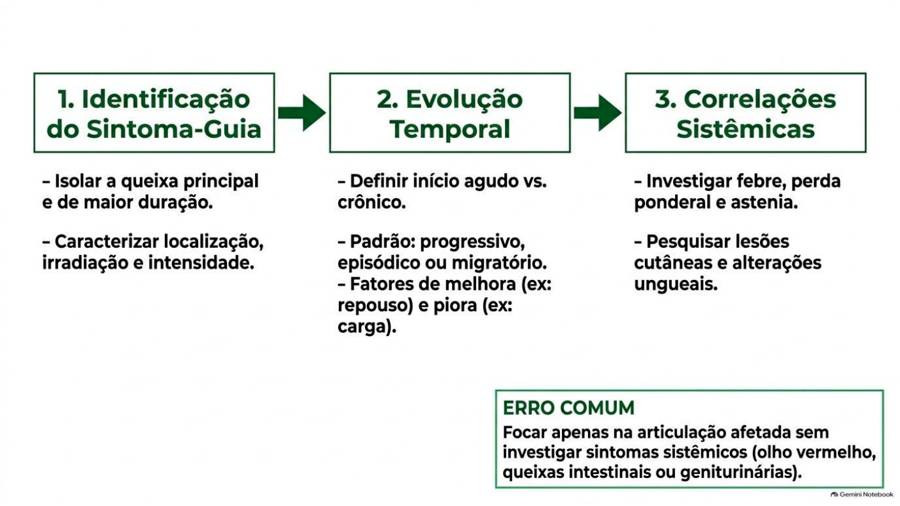 1. Identificação
do Sintoma-Guia
– Isolar a queixa principal
e de maior duração.
– Caracterizar localização,
irradiação e intensidade.
2. Evolução
Temporal
– Definir início agudo vs.
crônico.
– Padrão: progressivo,
episódico ou migratório.
– Fatores de melhora (ex:
repouso) e piora (ex:
carga).
3. Correlações
Sistêmicas
– Investigar febre, perda
ponderal e astenia.
– Pesquisar lesões
cutâneas e alterações
ungueais.
ERRO COMUM
Focar apenas na articulação afetada sem
investigar sintomas sistêmicos (olho vermelho,
queixas intestinais ou geniturinárias).
Gemini Notebook